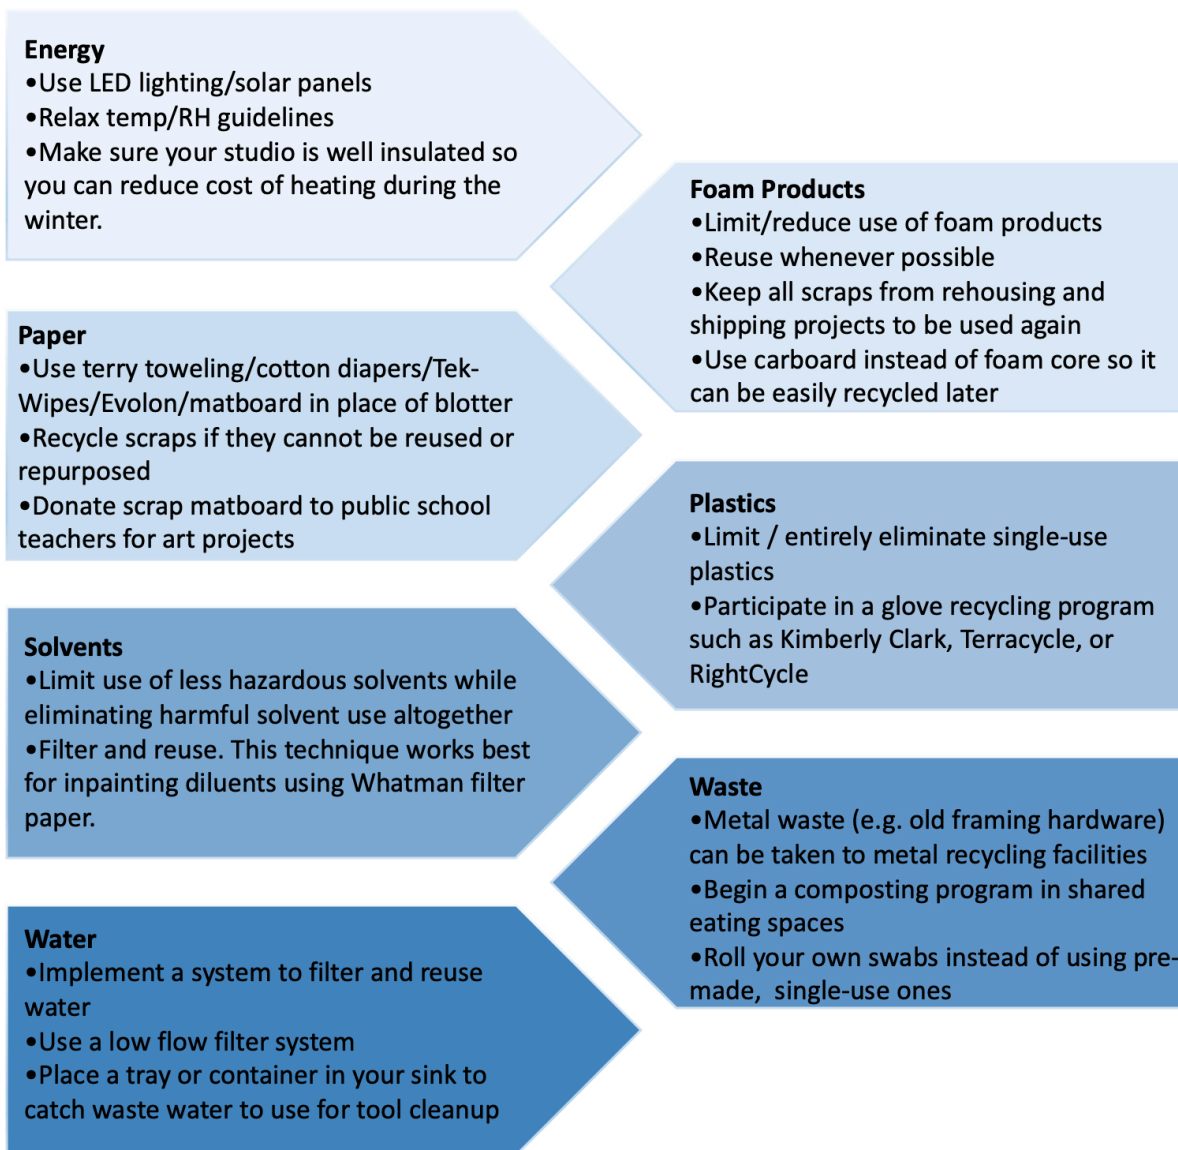 Energy
•Use LED lighting/solar panels
•Relax temp/RH guidelines
•Make sure your studio is well insulated so
you can reduce cost of heating during the
winter.
Foam Products
•Limit/reduce use of foam products
•Reuse whenever possible
•Keep all scraps from rehousing and
shipping projects to be used again
•Use carboard instead of foam core so it
can be easily recycled later
Paper
•Use terry toweling/cotton diapers/Tek-
Wipes/Evolon/matboard in place of blotter
•Recycle scraps if they cannot be reused or
repurposed
•Donate scrap matboard to public school
teachers for art projects
Plastics
•Limit / entirely eliminate single-use
plastics
•Participate in a glove recycling program
such as Kimberly Clark, Terracycle, or
RightCycle
Solvents
•Limit use of less hazardous solvents while
eliminating harmful solvent use altogether
•Filter and reuse. This technique works best
for inpainting diluents using Whatman filter
paper.
Waste
•Metal waste (e.g. old framing hardware)
can be taken to metal recycling facilities
•Begin a composting program in shared
eating spaces
•Roll your own swabs instead of using pre-
made,  single-use ones
Water
•Implement a system to filter and reuse
water
•Use a low flow filter system
•Place a tray or container in your sink to
catch waste water to use for tool cleanup